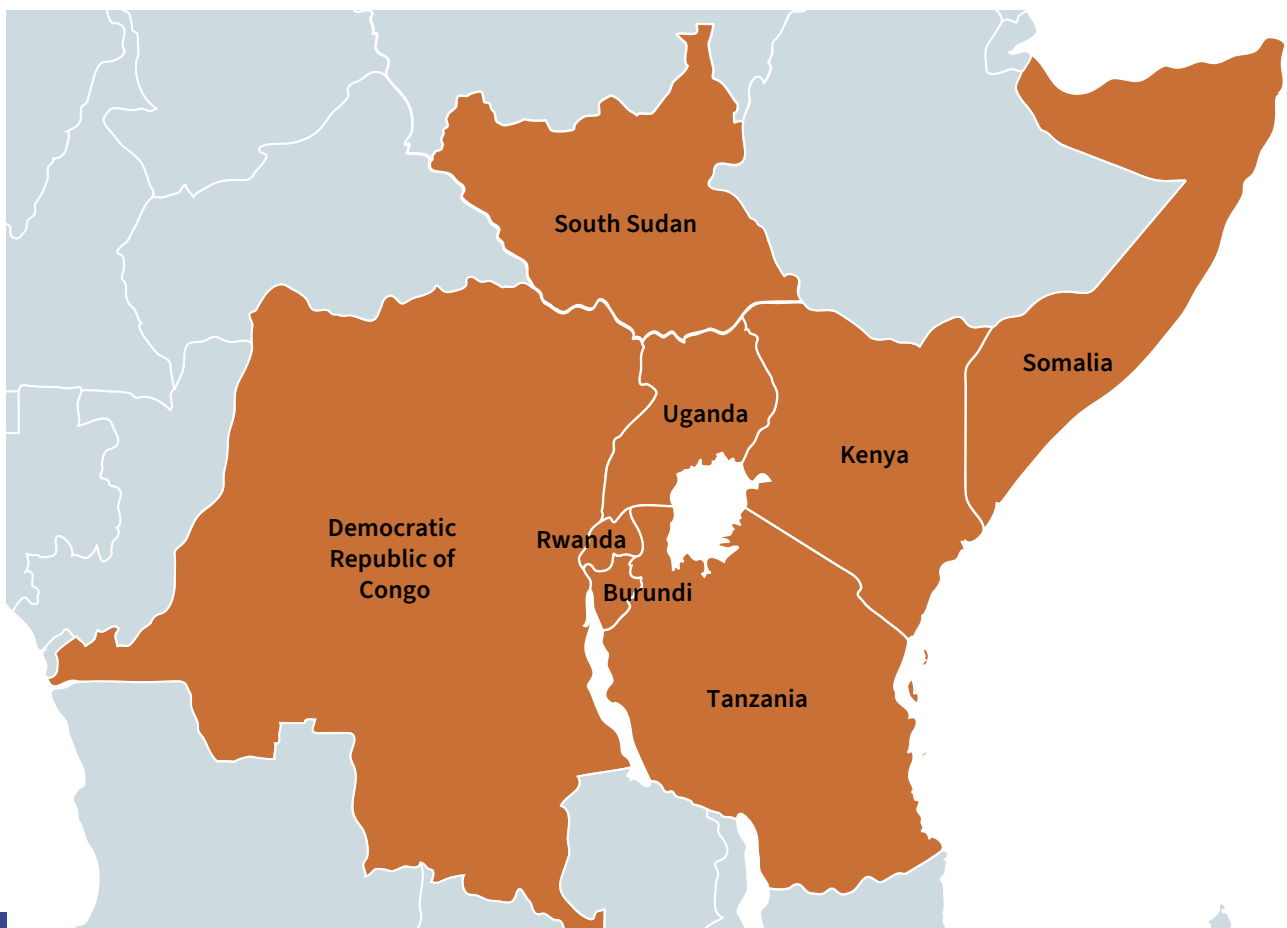 South Sudan
Somalia
Uganda
Kenya
Democratic
Republic of
Congo
Rwanda
Burundi
Tanzania